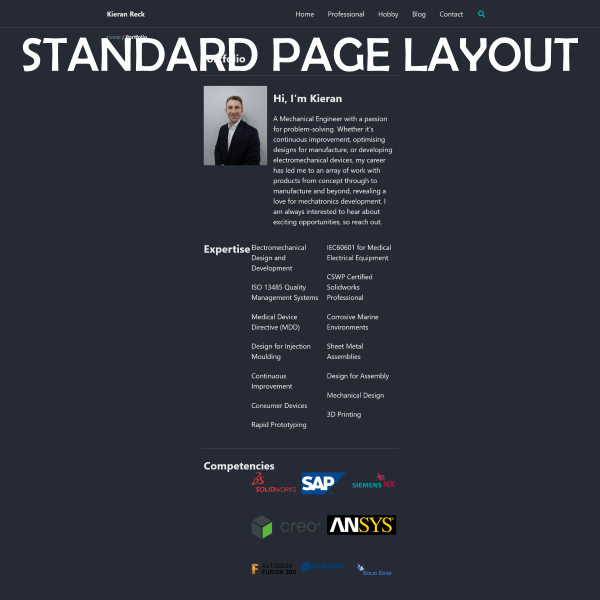 Kieran Reck
Home Professional Hobby Blog Contact
Home / Portfolio
STANDARD PAGE LAYOUT
Portfolio
Hi, I'm Kieran
A Mechanical Engineer with a passion
for problem-solving. Whether it's
continuous improvement, optimising
designs for manufacture, or developing
electromechanical devices, my career
has led me to an array of work with
products from concept through to
manufacture and beyond, revealing a
love for mechatronics development. I
am always interested to hear about
exciting opportunities, so reach out.
Expertise
Electromechanical
Design and
Development
ISO 13485 Quality
Management Systems
Medical Device
Directive (MDD)
Design for Injection
Moulding
Continuous
Improvement
Consumer Devices
Rapid Prototyping
IEC60601 for Medical
Electrical Equipment
CSWP Certified
Solidworks
Professional
Corrosive Marine
Environments
Sheet Metal
Assemblies
Design for Assembly
Mechanical Design
3D Printing
Competencies
SOLIDWORKS
SAP
SIEMENS NX
creo
ANSYS
AUTODESK
FUSION 360
SOLID EDGE